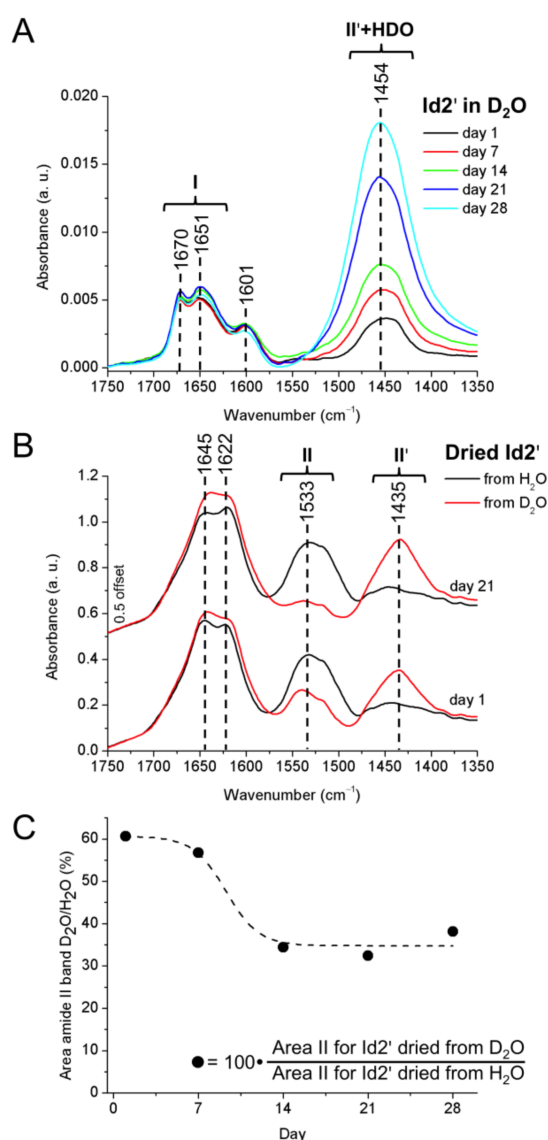 A
II'+HDO
1454
Id2' in D₂O
day 1
day 7
day 14
day 21
day 28
I
1670
1651
1601
Absorbance (a. u.)
0.020
0.015
0.010
0.005
0.000
1750 1700 1650 1600 1550 1500 1450 1400 1350
Wavenumber (cm⁻¹)
B
1645
1622
II
1533
II'
1435
Dried Id2'
from H₂O
from D₂O
Absorbance (a. u.)
1.2
1.0
0.8
0.6
0.4
0.2
0.0
0.5 offset
day 21
day 1
1750 1700 1650 1600 1550 1500 1450 1400 1350
Wavenumber (cm⁻¹)
C
Area amide II band D₂O/H₂O (%)
60
50
40
30
20
10
0
● = 100• Area II for Id2' dried from D₂O
Area II for Id2' dried from H₂O
0 7 14 21 28
Day